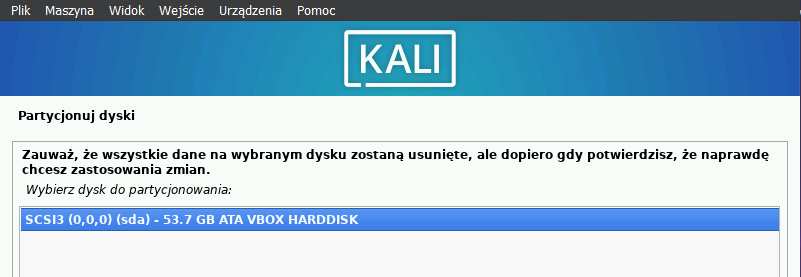 Plik Maszyna Widok Wejście Urządzenia Pomoc
KALI
Partycjonuj dyski
Zauważ, że wszystkie dane na wybranym dysku zostaną usunięte, ale dopiero gdy potwierdzisz, że naprawdę
chcesz zastosowania zmian.
Wybierz dysk do partycjonowania:
SCSI3 (0,0,0) (sda) - 53.7 GB ATA VBOX HARDDISK